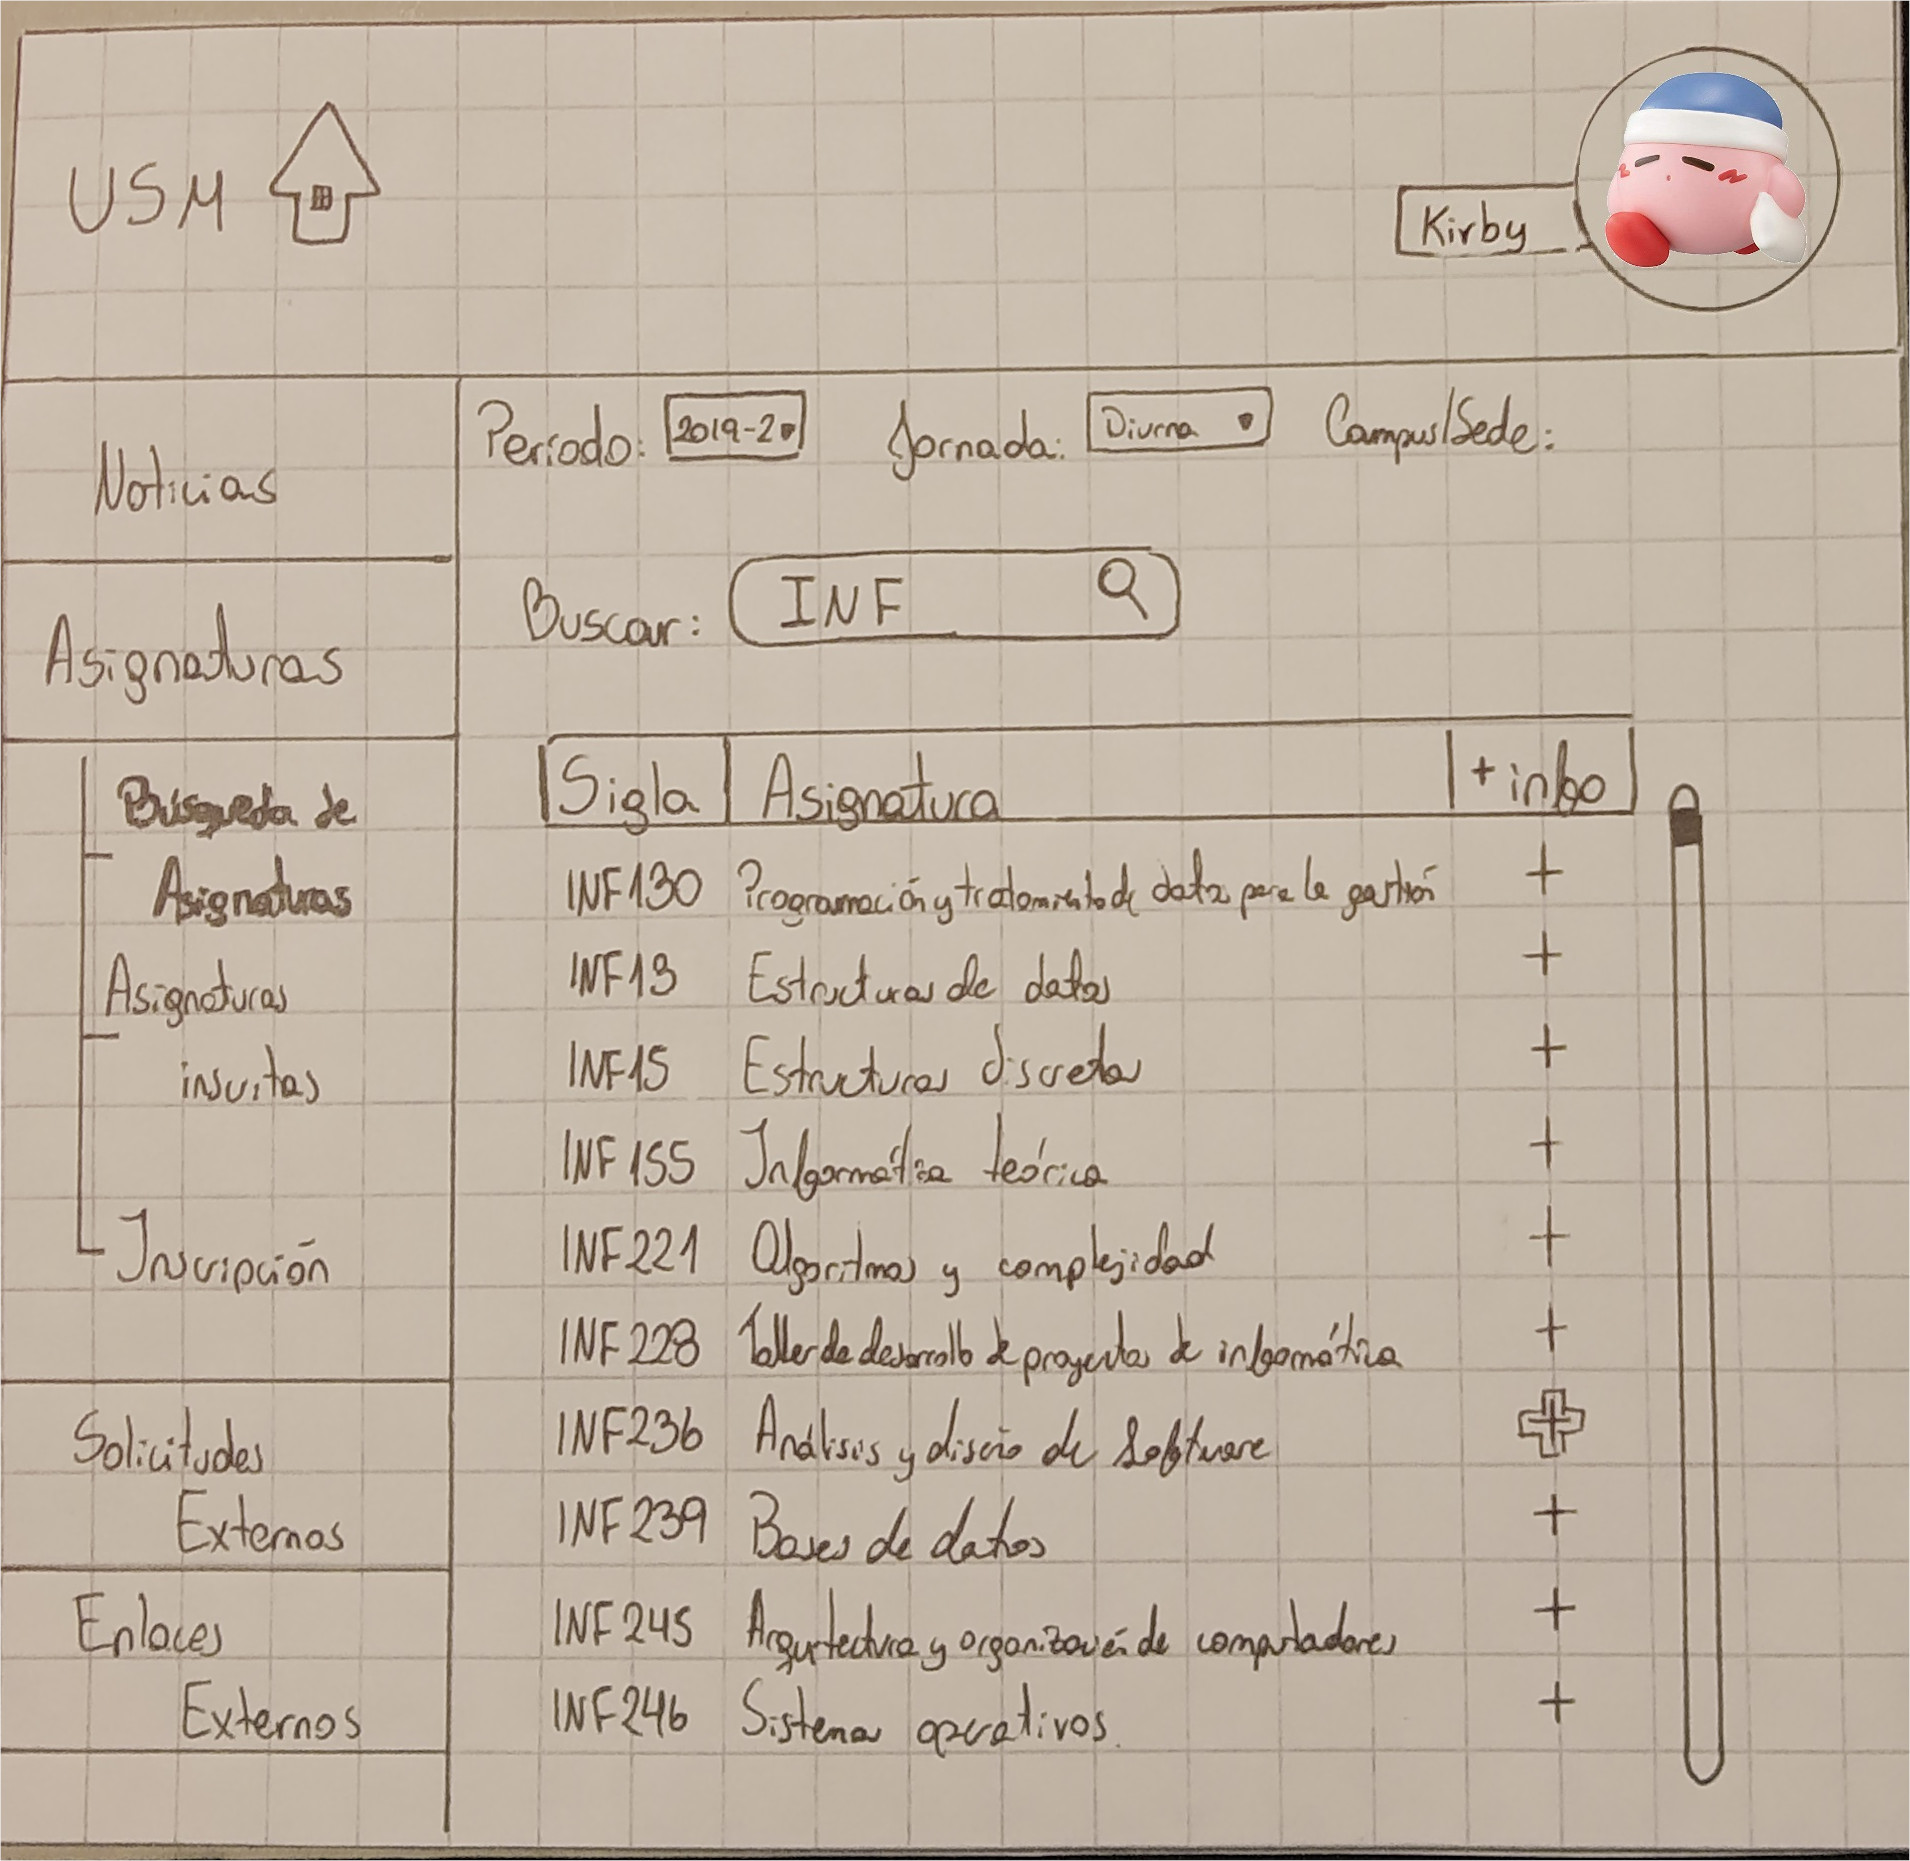 USM
Kirby
Período: 2019-2 Jornada: Diurna Campus/Sede:
Noticias
Buscar: INF
Asignaturas
Búsqueda de
Asignaturas
Asignaturas
inscritas
Inscripción
Solicitudes
Externos
Enlaces
Externos
Sigla Asignatura + info
INF130 Programación y tratamiento de datos para la gestión +
INF13 Estructuras de datos +
INF15 Estructuras discretas +
INF155 Informática teórica +
INF221 Algoritmos y complejidad +
INF228 Taller de desarrollo de proyectos de informática +
INF236 Análisis y diseño de Software +
INF239 Bases de datos +
INF245 Arquitectura y organización de computadores +
INF246 Sistemas operativos. +